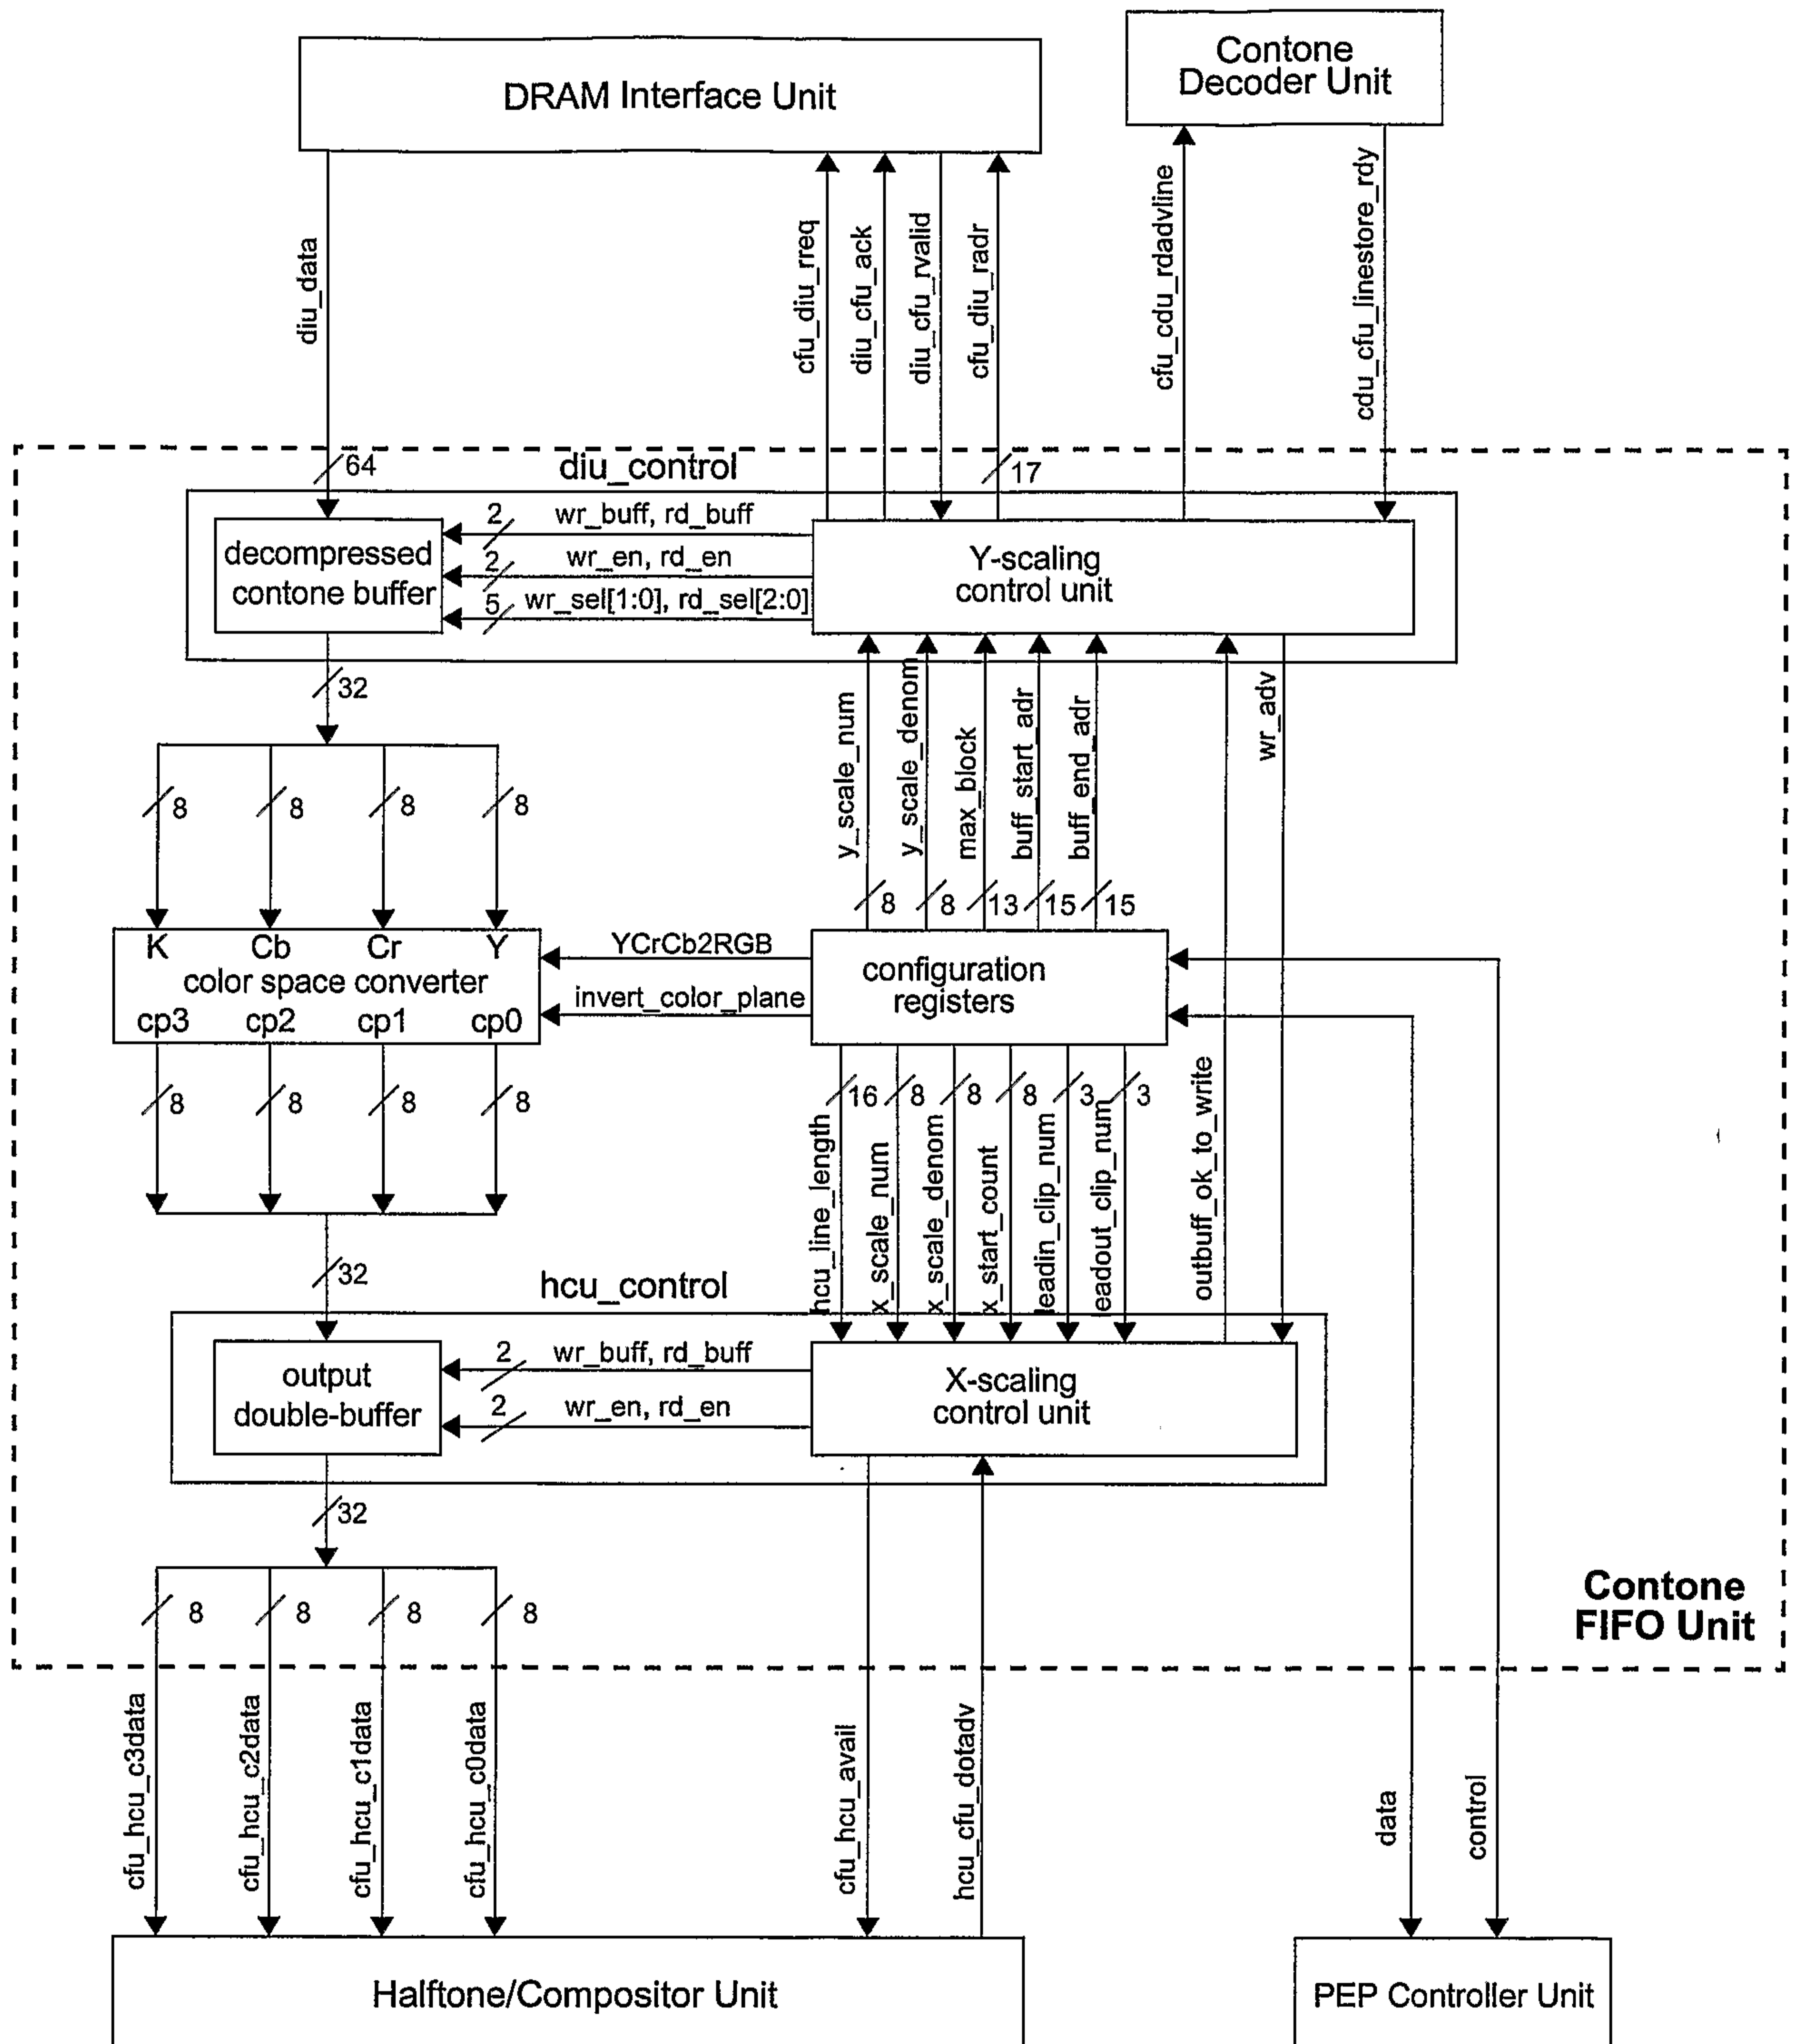 Contone
Decoder Unit
DRAM Interface Unit
diu_data
cfu_diu_rreq
diu_cfu_ack
diu_cfu_rvalid
cfu_diu_radr
cfu_cdu_rdadvline
cdu_cfu_linestore_rdy
64
diu_control
17
decompressed
contone buffer
2
wr_buff, rd_buff
2
wr_en, rd_en
5
wr_sel[1:0], rd_sel[2:0]
Y-scaling
control unit
32
y_scale_num
y_scale_denom
max_block
buff_start_adr
buff_end_adr
wr_adv
8
8
8
8
8
8
13
15
15
K
Cb
Cr
Y
color space converter
cp3
cp2
cp1
cp0
YCrCb2RGB
invert_color_plane
configuration
registers
8
8
8
8
16
8
8
8
3
3
hcu_line_length
x_scale_num
x_scale_denom
x_start_count
leadin_clip_num
leadout_clip_num
outbuff_ok_to_write
32
hcu_control
output
double-buffer
2
wr_buff, rd_buff
2
wr_en, rd_en
X-scaling
control unit
32
8
8
8
8
Contone
FIFO Unit
cfu_hcu_c3data
cfu_hcu_c2data
cfu_hcu_c1data
cfu_hcu_c0data
cfu_hcu_avail
hcu_cfu_dotadv
data
control
Halftone/Compositor Unit
PEP Controller Unit